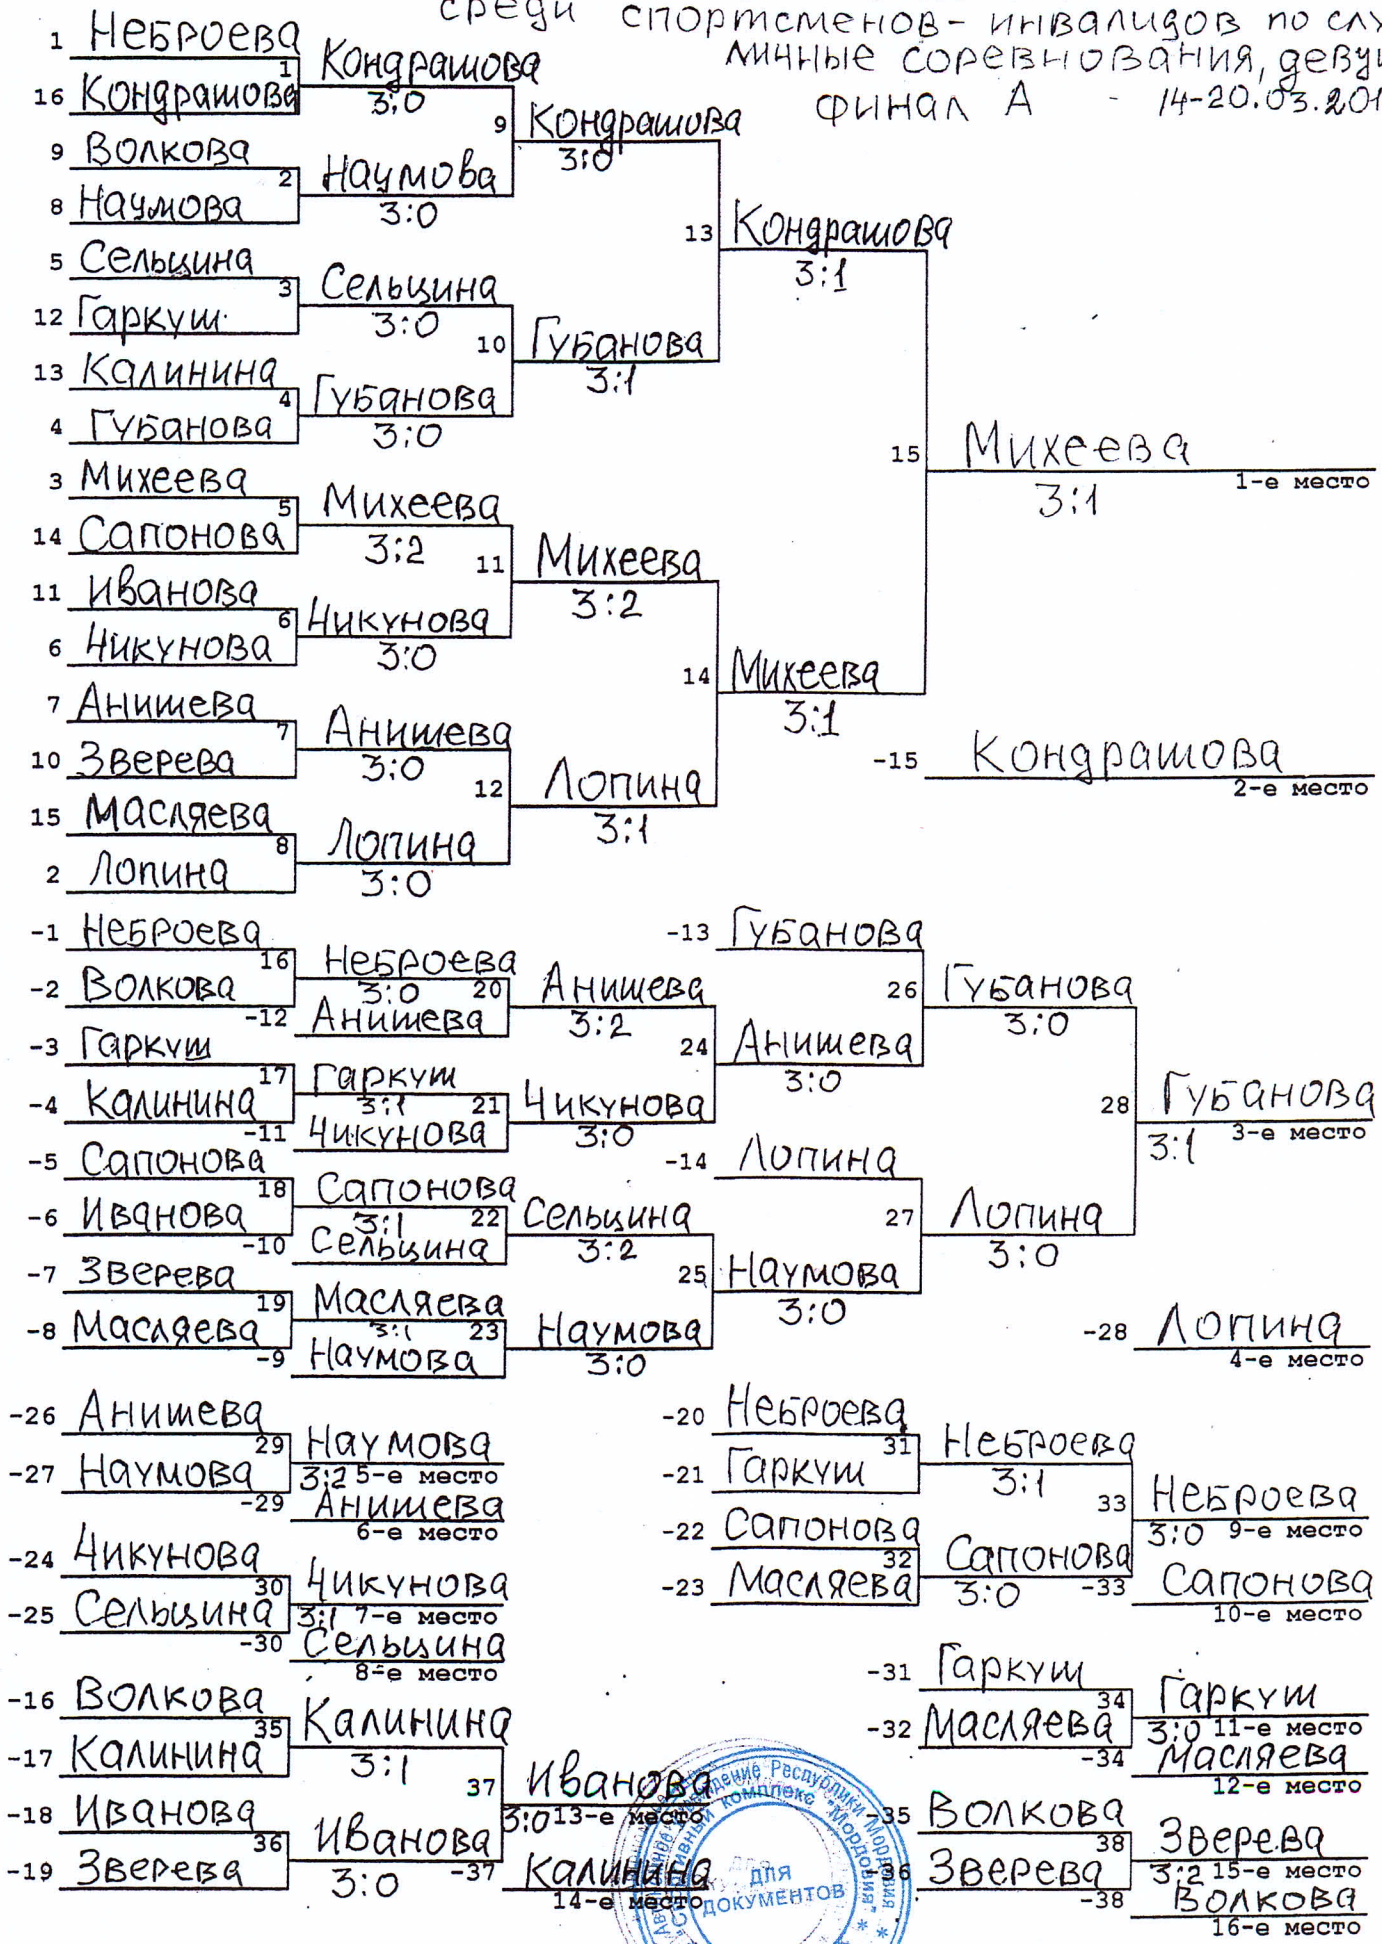 среди спортсменов-инвалидов по
личные соревнования,
финал А - 14-20.03.201
1 Неброева
1 Кондрашова
16 Кондрашова
3:0
9 Кондрашова
3:0
9 Волкова
2 Наумова
8 Наумова
3:0
13 Кондрашова
3:1
5 Сельцина
3 Сельцина
12 Гаркуш
3:0
10 Губанова
3:1
13 Калинина
4 Губанова
4 Губанова
3:0
15 Михеева
1-е место
3:1
3 Михеева
5 Михеева
14 Сапонова
3:2
11 Михеева
3:2
11 Иванова
6 Чикунова
6 Чикунова
3:0
14 Михеева
3:1
7 Анишева
7 Анишева
10 Зверева
3:0
-15 Кондрашова
2-е место
12 Лопина
3:1
15 Масляева
8 Лопина
2 Лопина
3:0
-1 Неброева
-13 Губанова
16 Неброева
-2 Волкова
3:0
20 Анишева
3:2
26 Губанова
3:0
-12 Анишева
-3 Гаркуш
24 Анишева
3:0
17 Гаркуш
-4 Калинина
3:1
21 Чикунова
3:0
28 Губанова
3:1 3-е место
-11 Чикунова
-5 Сапонова
-14 Лопина
18 Сапонова
-6 Иванова
3:1
22 Сельцина
3:2
27 Лопина
3:0
-10 Сельцина
-7 Зверева
25 Наумова
3:0
19 Масляева
-8 Масляева
3:1
23 Наумова
3:0
-28 Лопина
4-е место
-9 Наумова
-26 Анишева
-20 Неброева
29 Наумова
31 Неброева
3:1
-27 Наумова
3:2 5-е место
-21 Гаркуш
-29 Анишева
6-е место
33 Неброева
3:0 9-е место
-22 Сапонова
-24 Чикунова
32 Сапонова
3:0
30 Чикунова
-23 Масляева
-33 Сапонова
10-е место
-25 Сельцина
3:1 7-е место
-30 Сельцина
8-е место
-31 Гаркуш
-16 Волкова
34 Гаркуш
35 Калинина
3:1
-32 Масляева
3:0 11-е место
-17 Калинина
-34 Масляева
12-е место
37 Иванова
3:0 13-е место
-18 Иванова
-35 Волкова
36 Иванова
3:0
38 Зверева
3:2 15-е место
-19 Зверева
-37 Калинина
14-е место
-36 Зверева
-38 Волкова
16-е место
Республики Мордовия
комплекс "Мордовия"
ДЛЯ
ДОКУМЕНТОВ